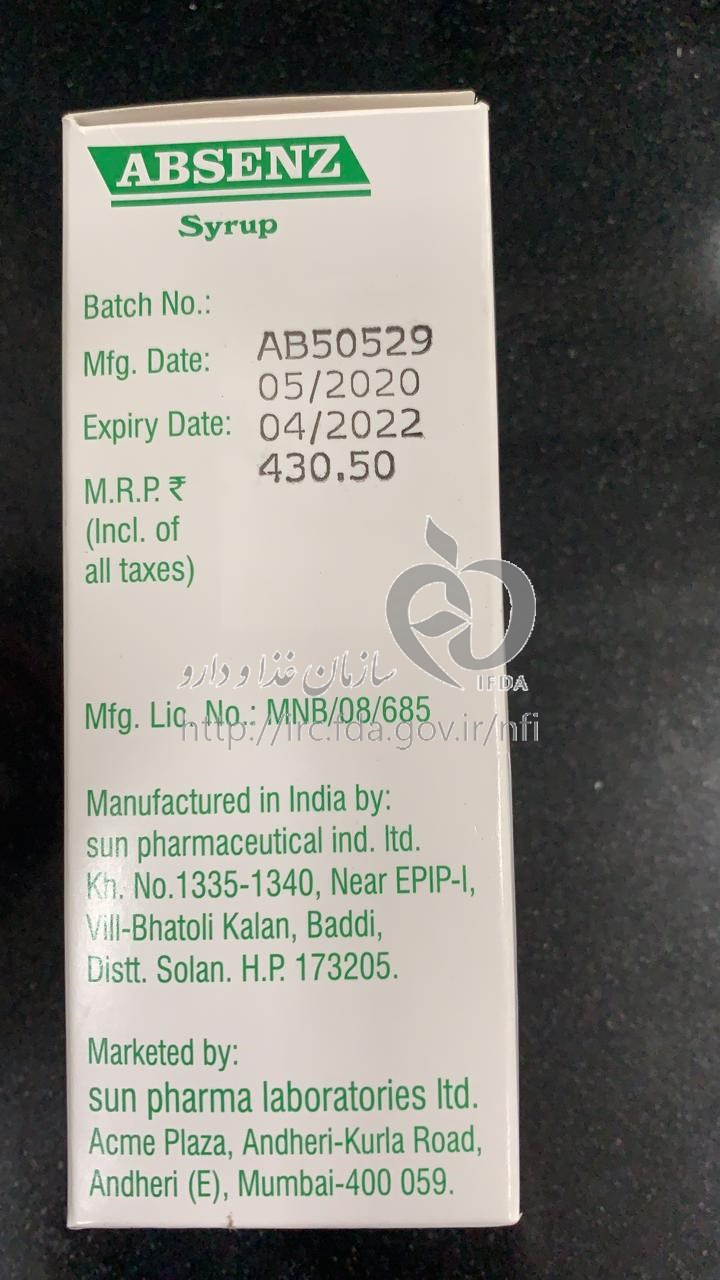 ABSENZ
Syrup
Batch No.:
AB50529
Mfg. Date:
05/2020
Expiry Date:
04/2022
M.R.P. ₹
430.50
(Incl. of
all taxes)
سازمان غذا و دارو
IFDA
Mfg. Lic. No.: MNB/08/685
http://irc.fda.gov.ir/nfi
Manufactured in India by:
sun pharmaceutical ind. ltd.
Kh. No.1335-1340, Near EPIP-I,
Vill-Bhatoli Kalan, Baddi,
Distt. Solan. H.P. 173205.
Marketed by:
sun pharma laboratories ltd.
Acme Plaza, Andheri-Kurla Road,
Andheri (E), Mumbai-400 059.